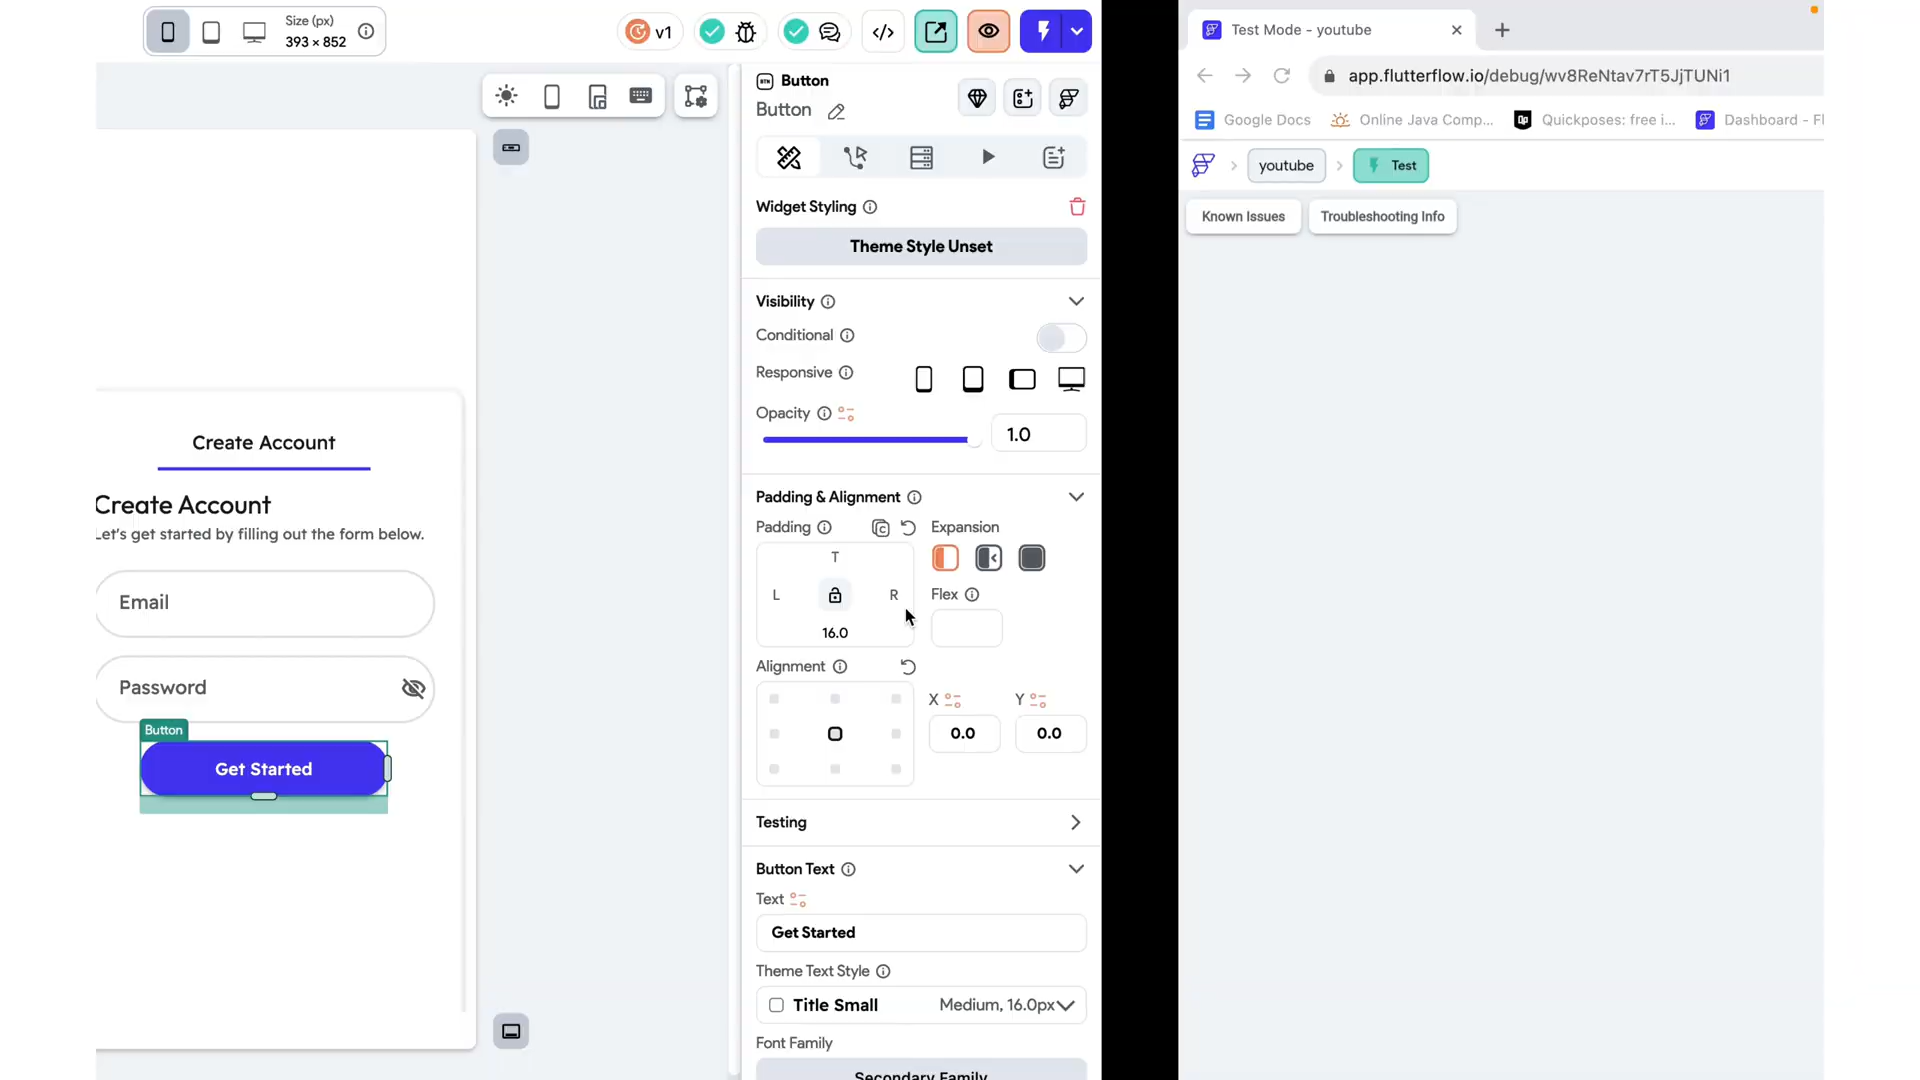 Size (px)
393 × 852
v1
Button
Button
Widget Styling
Theme Style Unset
Visibility
Conditional
Responsive
Opacity
1.0
Padding & Alignment
Padding
Expansion
T
L
R
16.0
Flex
Alignment
X
Y
0.0
0.0
Testing
Button Text
Text
Get Started
Theme Text Style
Title Small
Medium, 16.0px
Font Family
Secondary Family
Create Account
Create Account
Let's get started by filling out the form below.
Email
Password
Button
Get Started
Test Mode - youtube
app.flutterflow.io/debug/wv8ReNtav7rT5JjTUNi1
Google Docs
Online Java Comp...
Quickposes: free i...
Dashboard - Fl
youtube
Test
Known Issues
Troubleshooting Info